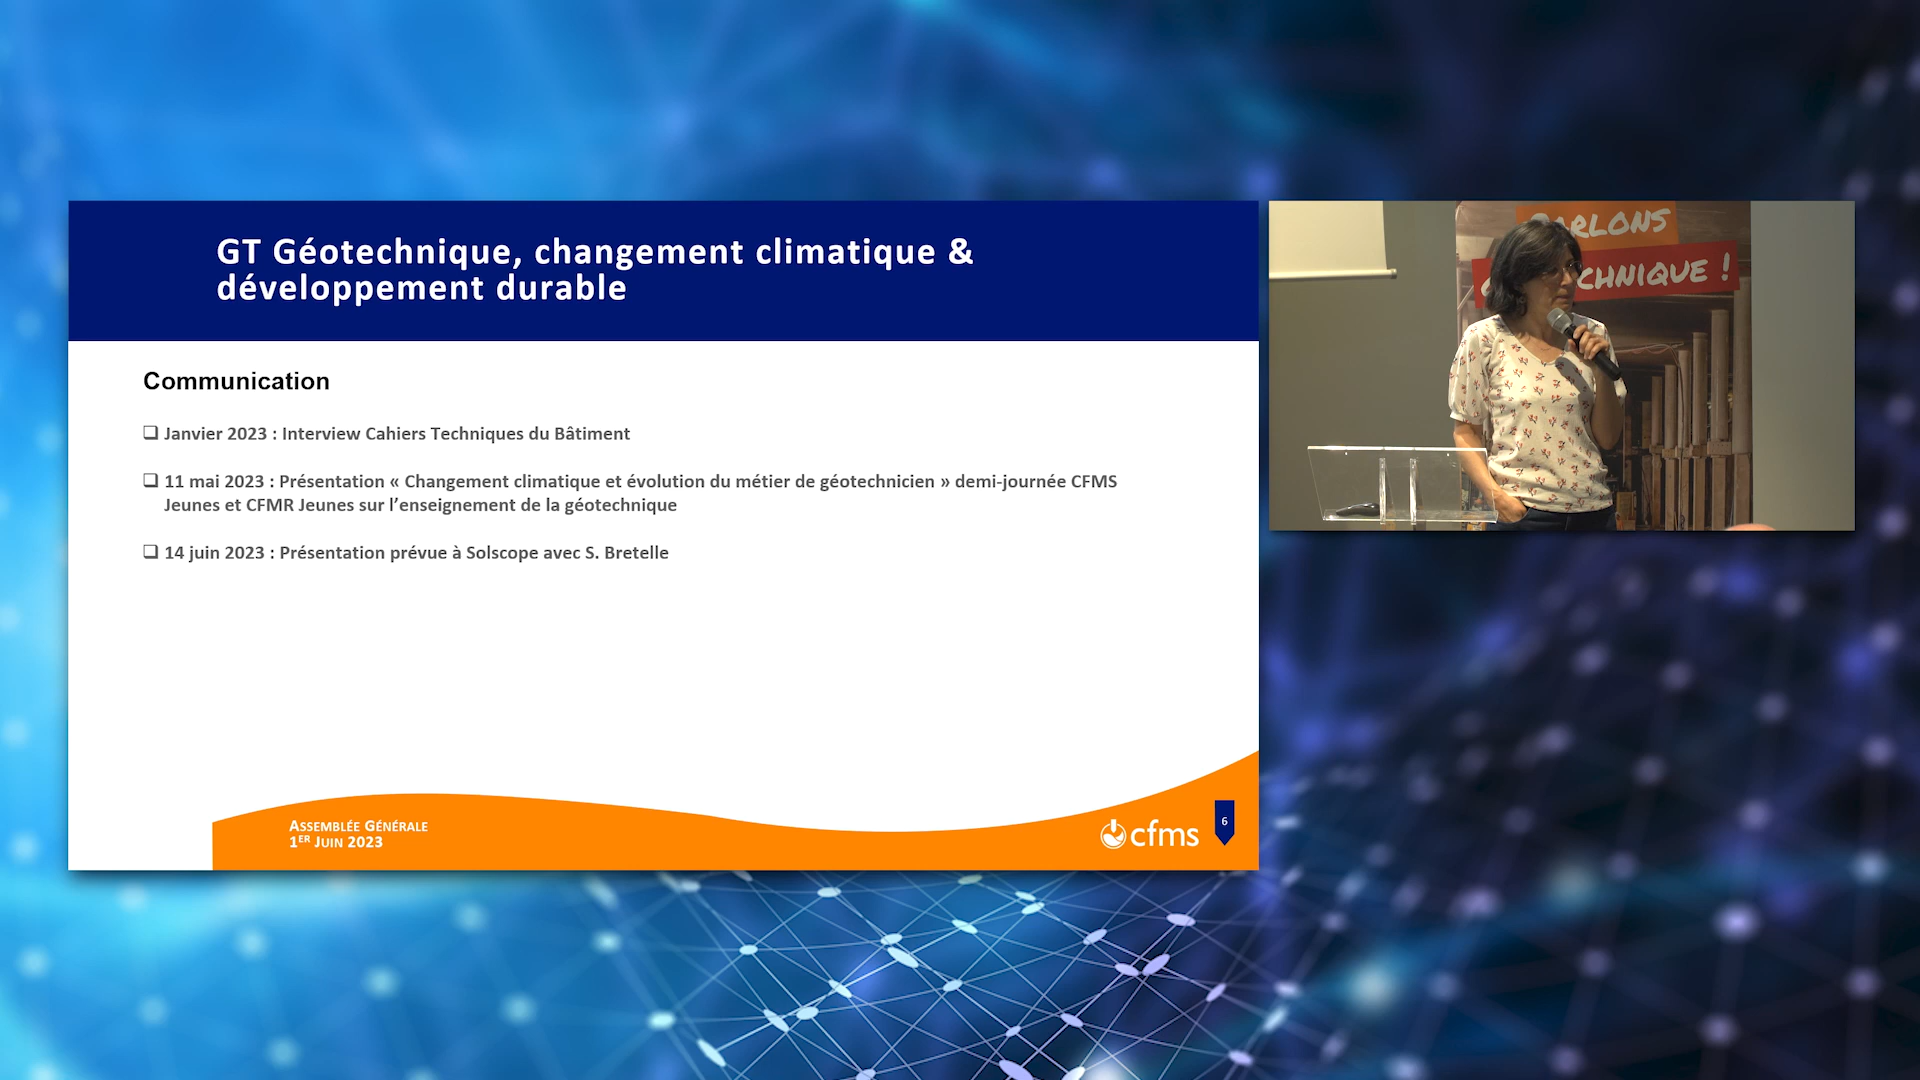 GT Géotechnique, changement climatique &
développement durable
Communication
❑ Janvier 2023 : Interview Cahiers Techniques du Bâtiment
❑ 11 mai 2023 : Présentation « Changement climatique et évolution du métier de géotechnicien » demi-journée CFMS
Jeunes et CFMR Jeunes sur l’enseignement de la géotechnique
❑ 14 juin 2023 : Présentation prévue à Solscope avec S. Bretelle
ASSEMBLÉE GÉNÉRALE
1ER JUIN 2023
cfms
6